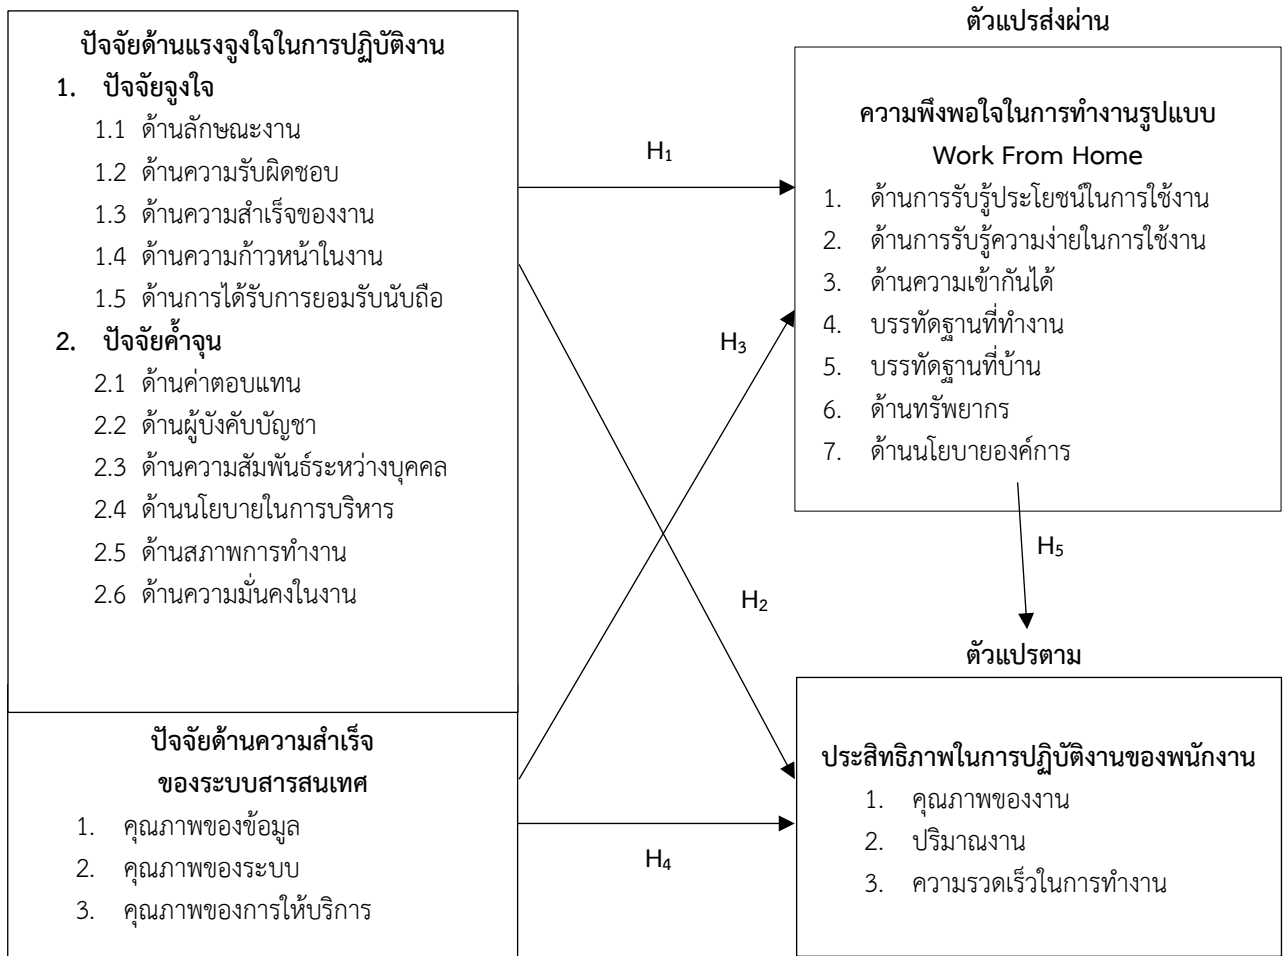 ปัจจัยด้านแรงจูงใจในการปฏิบัติงาน
1. ปัจจัยจูงใจ
1.1 ด้านลักษณะงาน
1.2 ด้านความรับผิดชอบ
1.3 ด้านความสำเร็จของงาน
1.4 ด้านความก้าวหน้าในงาน
1.5 ด้านการได้รับการยอมรับนับถือ
2. ปัจจัยค้ำจุน
2.1 ด้านค่าตอบแทน
2.2 ด้านผู้บังคับบัญชา
2.3 ด้านความสัมพันธ์ระหว่างบุคคล
2.4 ด้านนโยบายในการบริหาร
2.5 ด้านสภาพการทำงาน
2.6 ด้านความมั่นคงในงาน
ปัจจัยด้านความสำเร็จ
ของระบบสารสนเทศ
1. คุณภาพของข้อมูล
2. คุณภาพของระบบ
3. คุณภาพของการให้บริการ
H₁
H₃
H₂
H₄
ตัวแปรส่งผ่าน
ความพึงพอใจในการทำงานรูปแบบ
Work From Home
1. ด้านการรับรู้ประโยชน์ในการใช้งาน
2. ด้านการรับรู้ความง่ายในการใช้งาน
3. ด้านความเข้ากันได้
4. บรรทัดฐานที่ทำงาน
5. บรรทัดฐานที่บ้าน
6. ด้านทรัพยากร
7. ด้านนโยบายองค์การ
H₅
ตัวแปรตาม
ประสิทธิภาพในการปฏิบัติงานของพนักงาน
1. คุณภาพของงาน
2. ปริมาณงาน
3. ความรวดเร็วในการทำงาน